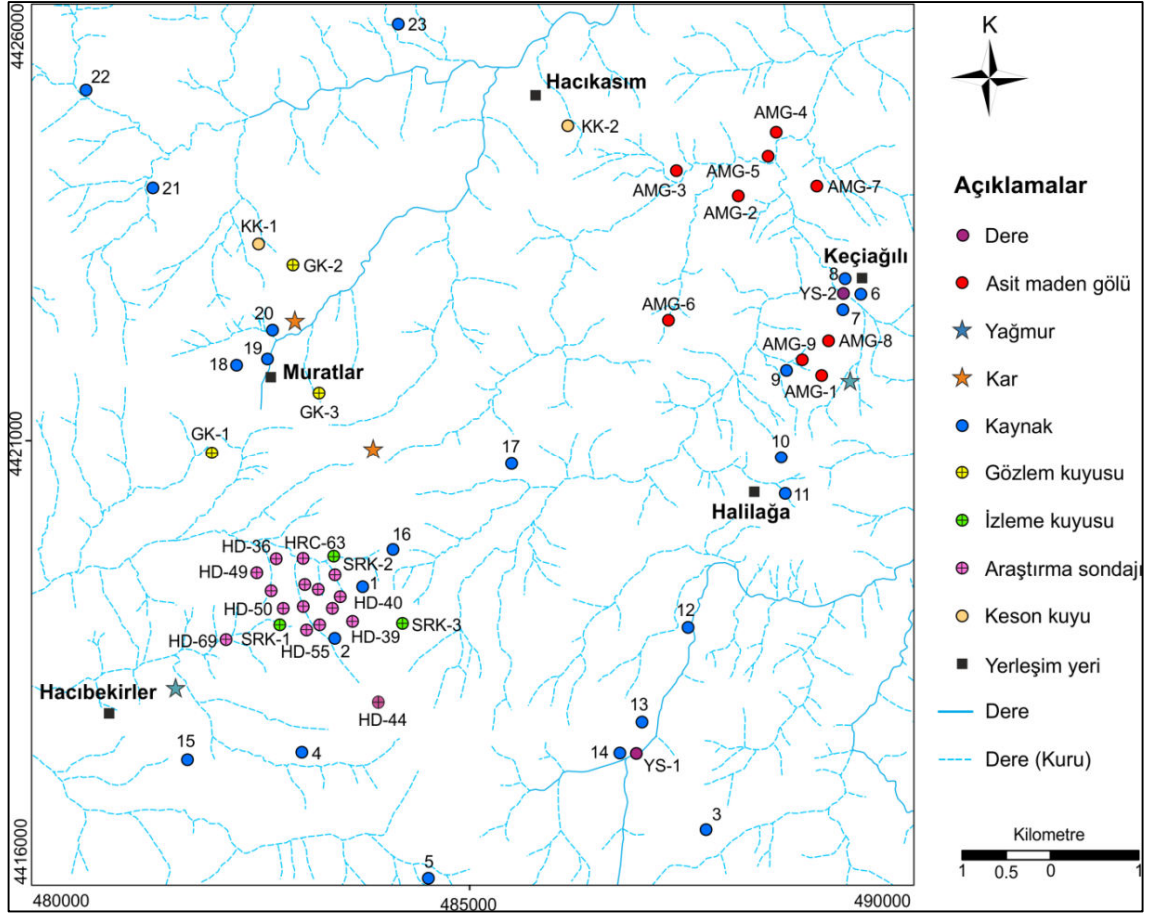 4426000
23
K
22
Hacıkasım
KK-2
AMG-4
AMG-5
AMG-3
AMG-7
AMG-2
21
Açıklamalar
KK-1
GK-2
Keçiağılı
8
YS-2
6
7
Dere
Asit maden gölü
AMG-6
20
AMG-8
AMG-9
19
18
Muratlar
9
AMG-1
Yağmur
GK-3
Kar
4421000
GK-1
17
10
Kaynak
Halilağa
11
Gözlem kuyusu
16
HRC-63
HD-36
SRK-2
HD-49
1
İzleme kuyusu
HD-40
HD-50
Araştırma sondajı
HD-69
SRK-1
HD-55
2
HD-39
SRK-3
12
Keson kuyu
Hacıbekirler
Yerleşim yeri
HD-44
13
Dere
15
4
14
YS-1
Dere (Kuru)
3
Kilometre
4416000
5
1
0.5
0
1
480000
485000
490000